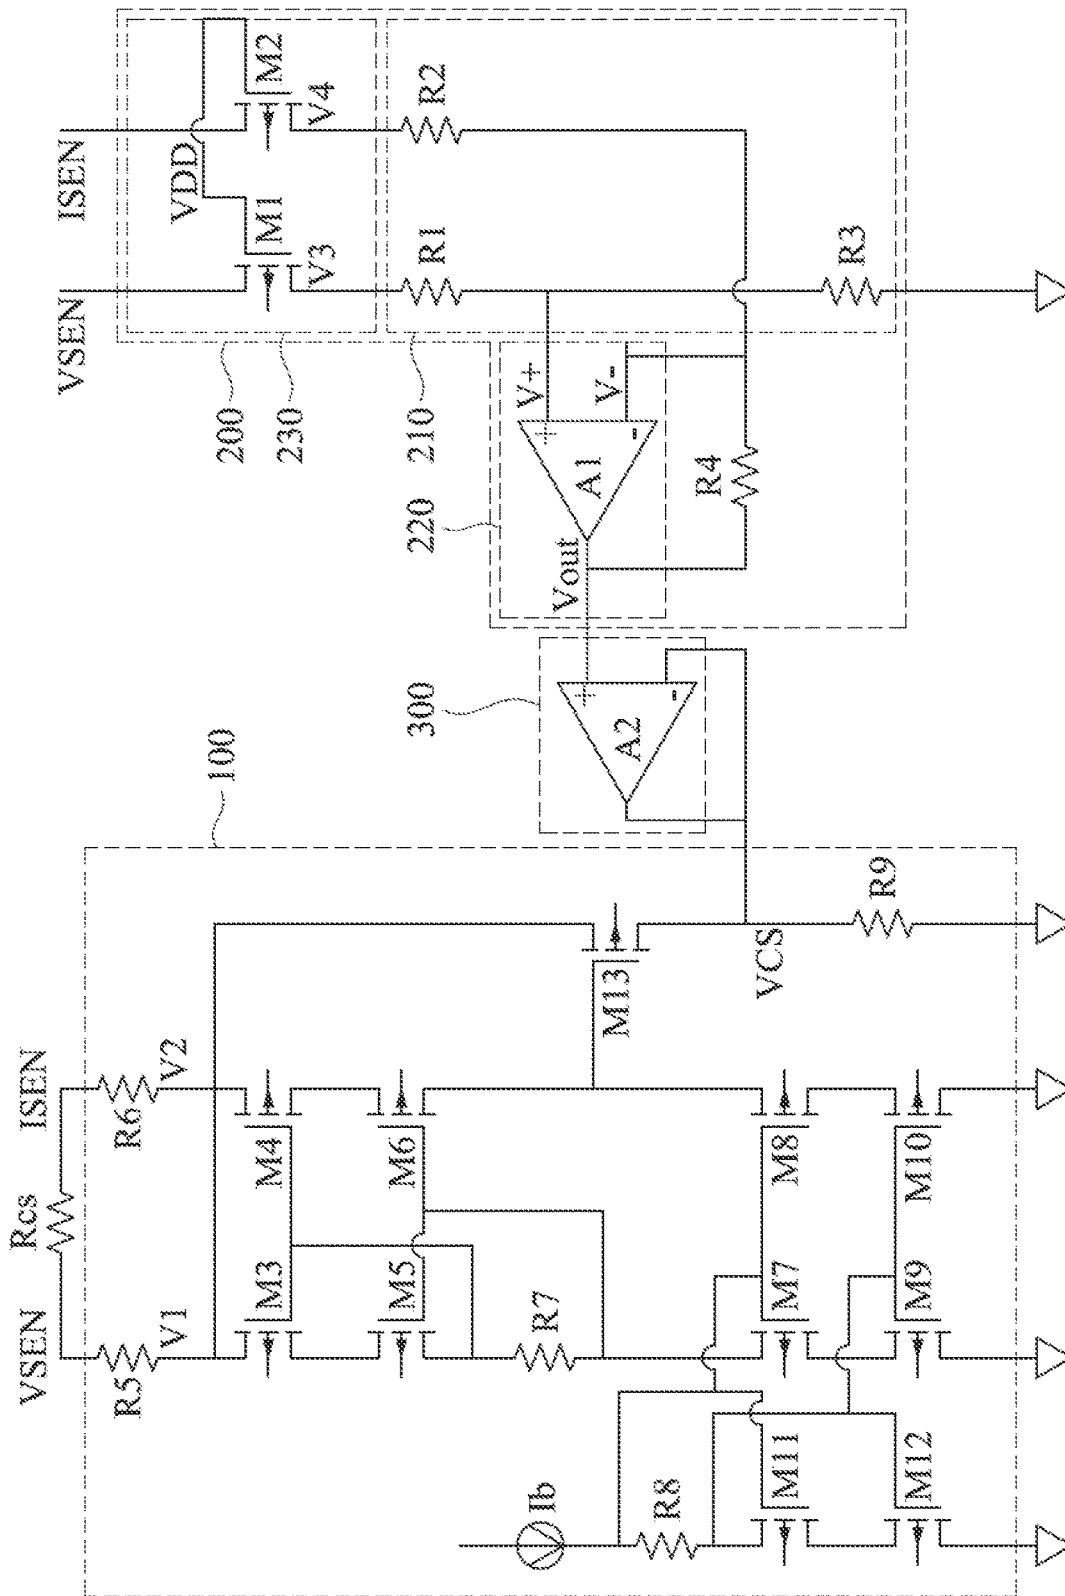 VSEN
Rcs
ISEN
R5
V1
R6
V2
100
M3
M4
M5
M6
R7
M13
Ib
R8
M7
M8
M11
M9
M10
M12
VCS
R9
300
+
-
A2
Vout
220
+
-
A1
V+
V-
R4
210
230
200
VSEN
ISEN
VDD
M1
M2
V3
V4
R1
R2
R3